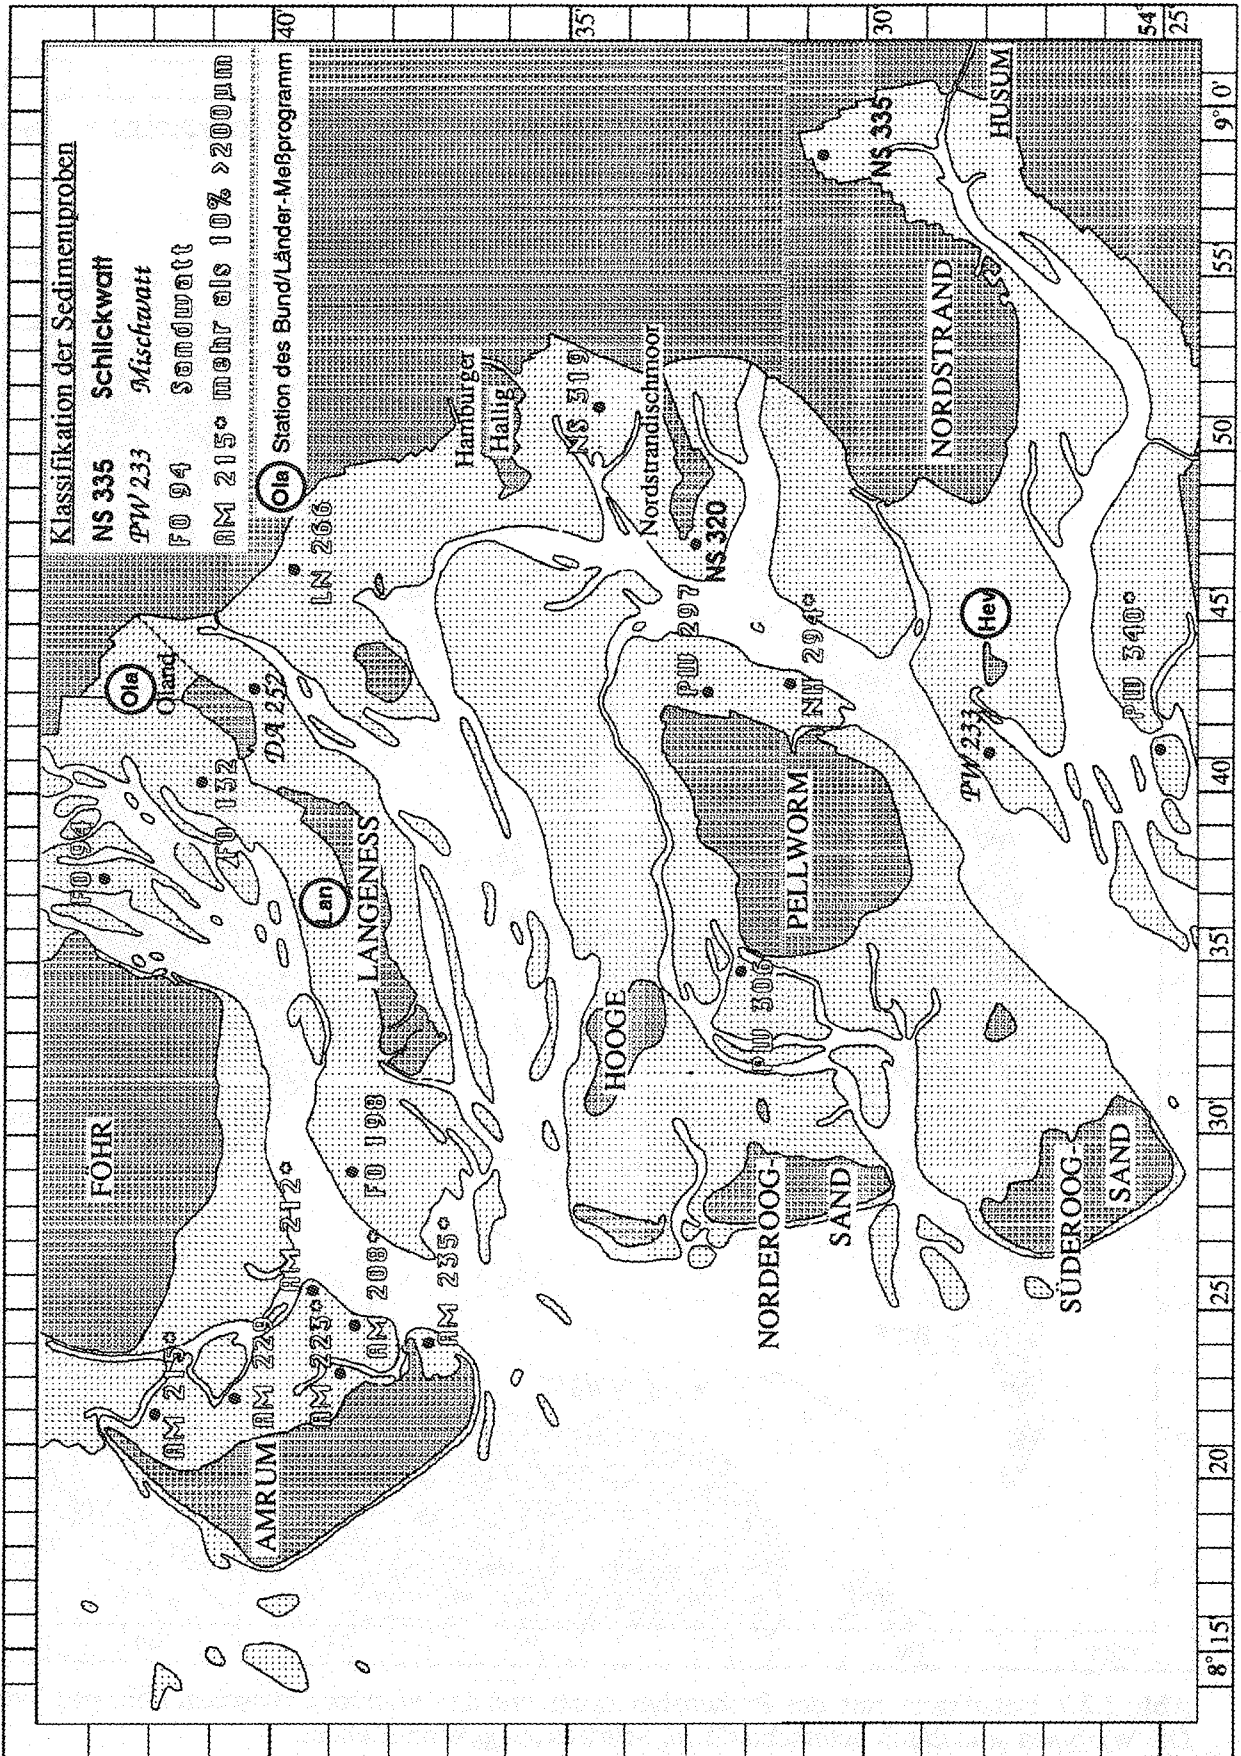 Klassifikation der Sedimentproben
NS 335 Schlickwatt
PW 233 Mischwatt
FO 94 Sandwatt
AM 215° mehr als 10% >200µm
Ola Station des Bund/Länder-Meßprogramm
40'
35'
30'
54°
25'
8°
15'
20'
25'
30'
35'
40'
45'
50'
55'
9°
0'
FÖHR
AMRUM
LANGENESS
Oland
Ola
Lan
Hev
HOOGE
PELLWORM
NORDSTRAND
HUSUM
Hamburger
Hallig
Nordstrandischmoor
NORDEROOG-
SAND
SÜDEROOG-
SAND
FO 94
FO 132
DA 252
LN 266
NS 319
NS 320
NS 335
PW 297
NH 294°
PW 306
PW 233
PW 340°
FO 198
AM 212°
AM 208°
AM 235°
AM 223°
AM 229
AM 215°